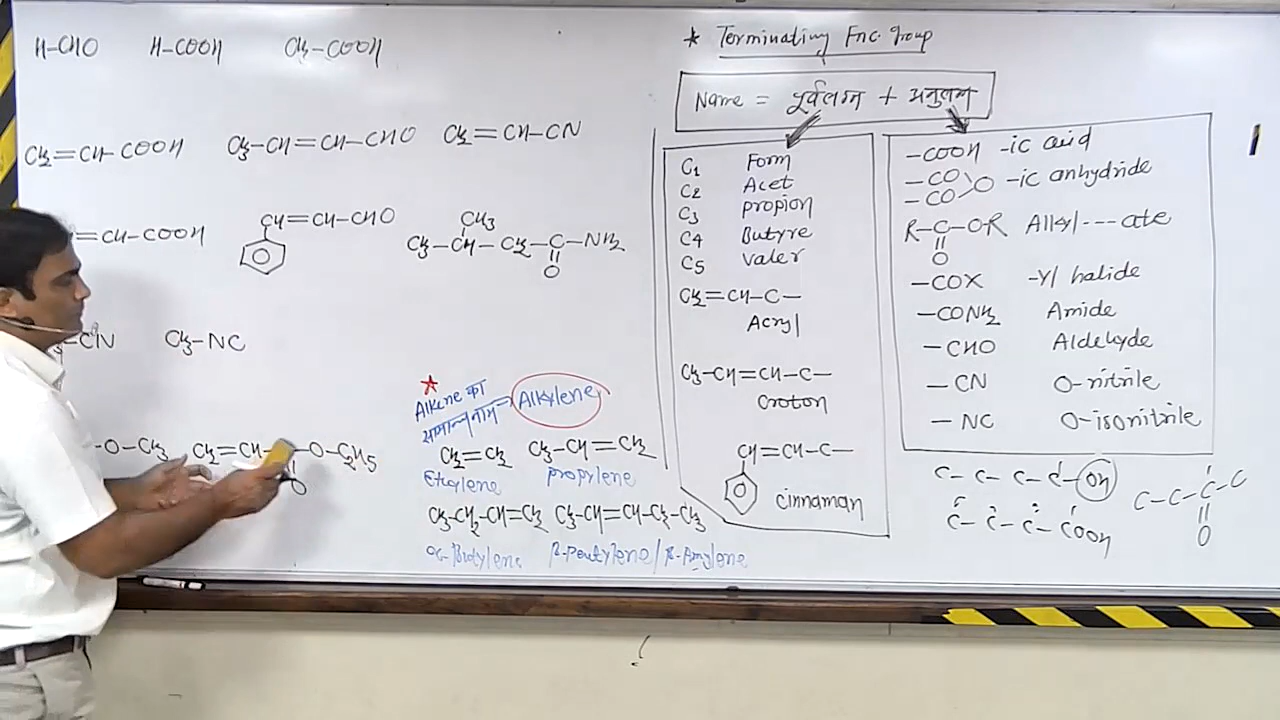 H-CHO H-COOH CH3-COOH
CH2=CH-COOH CH3-CH=CH-CHO CH2=CH-CN
=CH-COOH CH=CH-CHO CH3-CH-CH2-C-NH2
CH3
O
-CN CH3-NC
-O-CH3 CH2=CH- -O-C2H5
O
★ Alkene का सामान्य नाम = Alkylene
CH2=CH2 CH3-CH=CH2
Ethylene propylene
CH3-CH2-CH=CH2 CH3-CH=CH-CH2-CH3
α-Butylene β-pentylene/β-Amylene
* Terminating Fnc. Group
Name = पूर्वलग्न + अनुलग्न
C1 Form
C2 Acet
C3 propion
C4 Butyre
C5 Valer
CH2=CH-C-
Acryl
CH3-CH=CH-C-
Croton
CH=CH-C-
cinnaman
-COOH -ic acid
-CO
-CO O -ic anhydride
R-C-OR Alkyl---ate
O
-COX -yl halide
-CONH2 Amide
-CHO Aldehyde
-CN O-nitrile
-NC O-isonitrile
C-C-C-C-OH
C-C-C-COOH
C-C-C-C
O